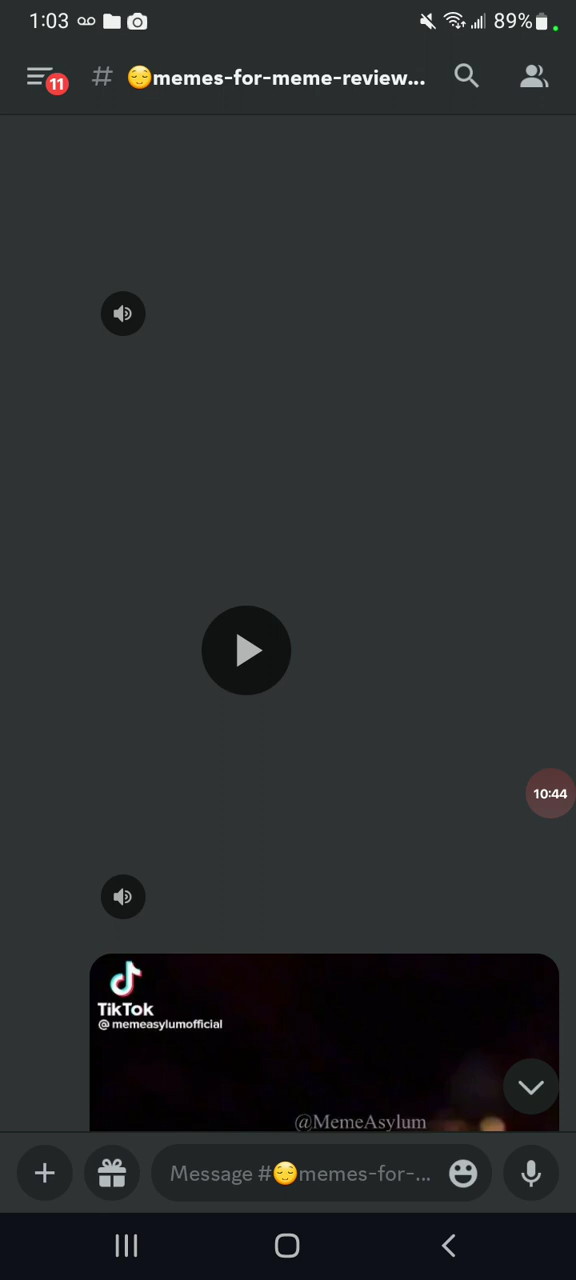 1:03 89%
11 # 😌memes-for-meme-review...
10:44
TikTok
@memeasylumofficial
@MemeAsylum
Message #😌memes-for-...